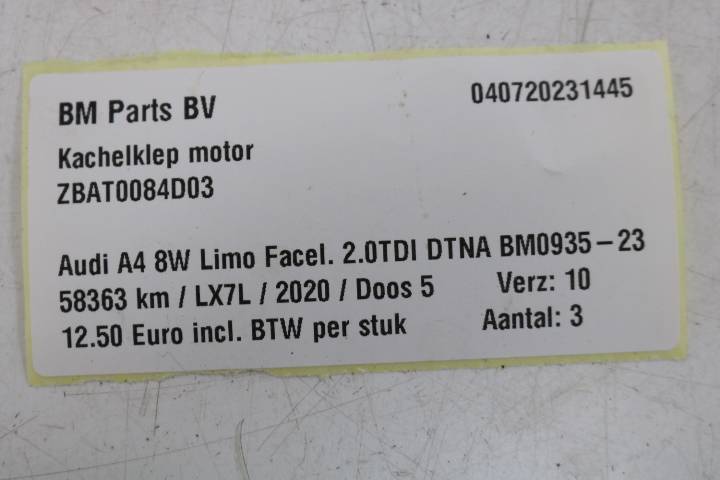 BM Parts BV 040720231445
Kachelklep motor
ZBAT0084D03
Audi A4 8W Limo Facel. 2.0TDI DTNA BM0935-23
58363 km / LX7L / 2020 / Doos 5 Verz: 10
12.50 Euro incl. BTW per stuk Aantal: 3